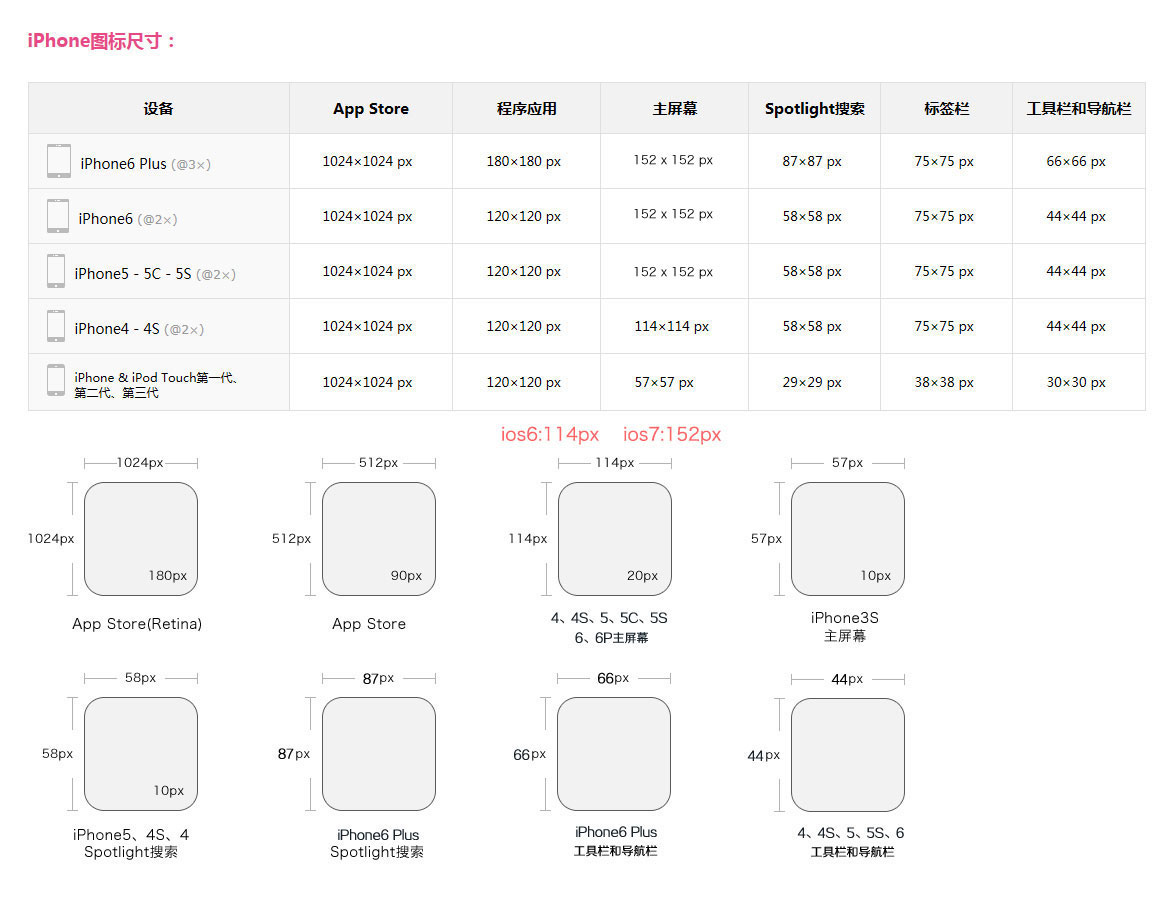 iPhone图标尺寸：
设备 App Store 程序应用 主屏幕 Spotlight搜索 标签栏 工具栏和导航栏
iPhone6 Plus (@3×) 1024×1024 px 180×180 px 152 x 152 px 87×87 px 75×75 px 66×66 px
iPhone6 (@2×) 1024×1024 px 120×120 px 152 x 152 px 58×58 px 75×75 px 44×44 px
iPhone5 - 5C - 5S (@2×) 1024×1024 px 120×120 px 152 x 152 px 58×58 px 75×75 px 44×44 px
iPhone4 - 4S (@2×) 1024×1024 px 120×120 px 114×114 px 58×58 px 75×75 px 44×44 px
iPhone & iPod Touch第一代、
第二代、第三代 1024×1024 px 120×120 px 57×57 px 29×29 px 38×38 px 30×30 px
ios6:114px ios7:152px
1024px 512px 114px 57px
1024px 512px 114px 57px
180px 90px 20px 10px
App Store(Retina) App Store 4、4S、5、5C、5S iPhone3S
6、6P主屏幕 主屏幕
58px 87px 66px 44px
58px 87px 66px 44px
10px
iPhone5、4S、4 iPhone6 Plus iPhone6 Plus 4、4S、5、5S、6
Spotlight搜索 Spotlight搜索 工具栏和导航栏 工具栏和导航栏